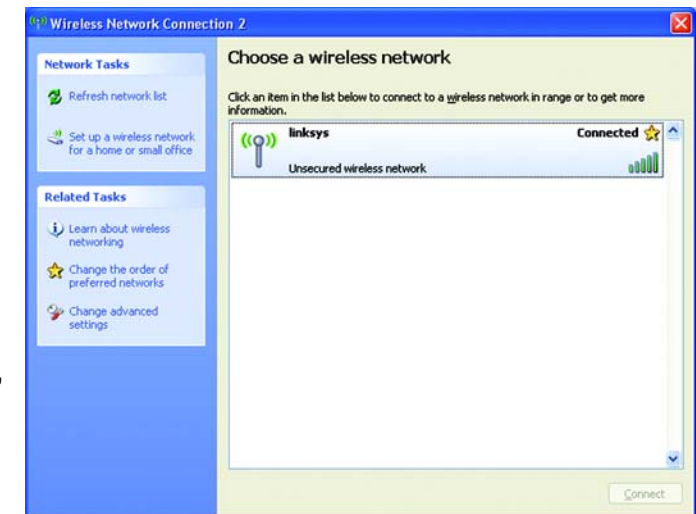 Wireless Network Connection 2
Network Tasks
Refresh network list
Set up a wireless network
for a home or small office
Related Tasks
Learn about wireless
networking
Change the order of
preferred networks
Change advanced
settings
Choose a wireless network
Click an item in the list below to connect to a wireless network in range or to get more
information.
linksys
Connected
Unsecured wireless network
Connect